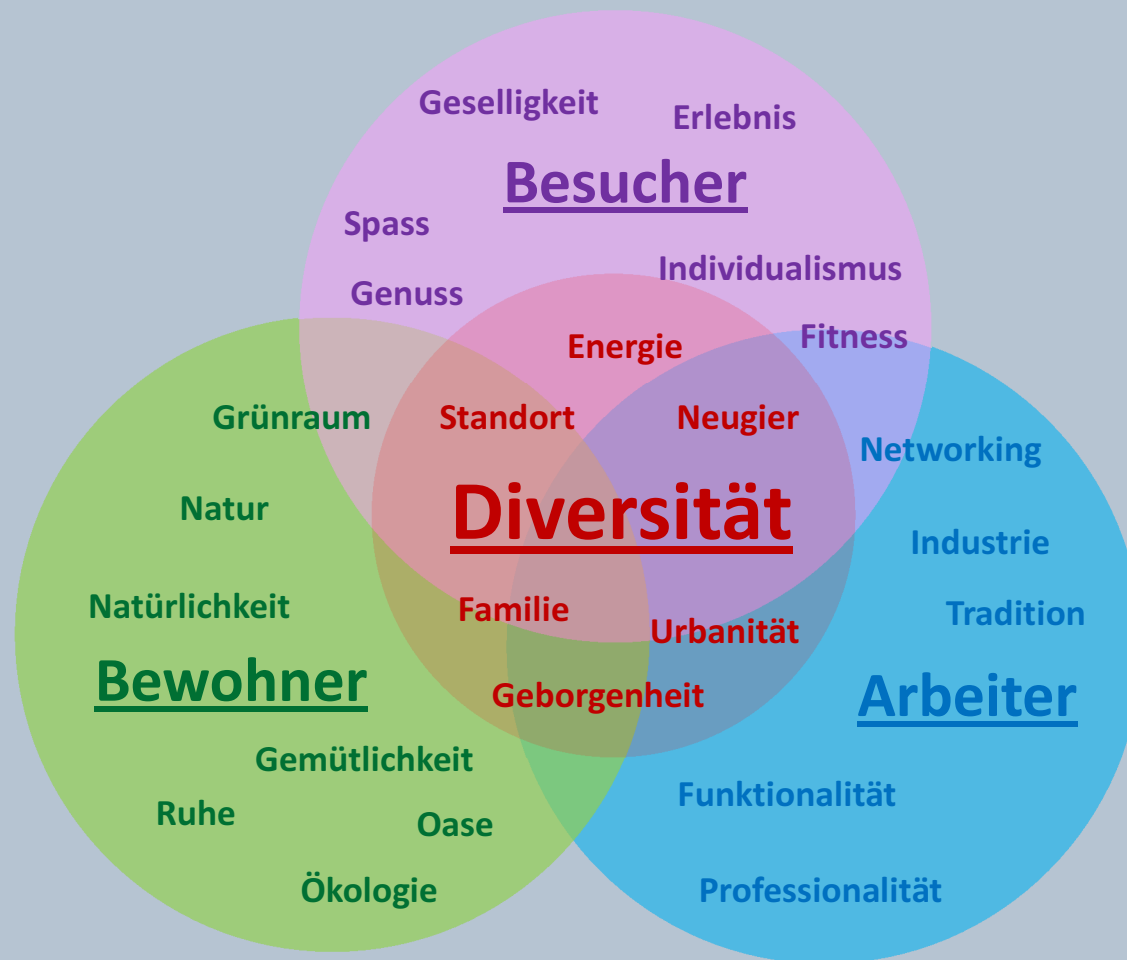 Geselligkeit
Erlebnis
Besucher
Spass
Individualismus
Genuss
Fitness
Energie
Grünraum
Standort
Neugier
Networking
Natur
Diversität
Industrie
Natürlichkeit
Familie
Tradition
Urbanität
Bewohner
Geborgenheit
Arbeiter
Gemütlichkeit
Funktionalität
Ruhe
Oase
Ökologie
Professionalität